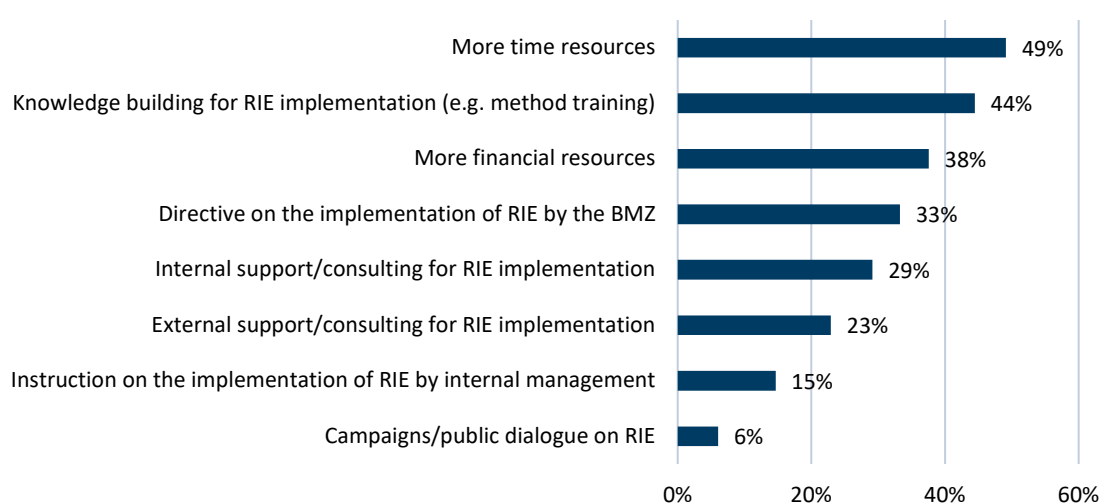 More time resources 49%
Knowledge building for RIE implementation (e.g. method training) 44%
More financial resources 38%
Directive on the implementation of RIE by the BMZ 33%
Internal support/consulting for RIE implementation 29%
External support/consulting for RIE implementation 23%
Instruction on the implementation of RIE by internal management 15%
Campaigns/public dialogue on RIE 6%
0% 20% 40% 60%